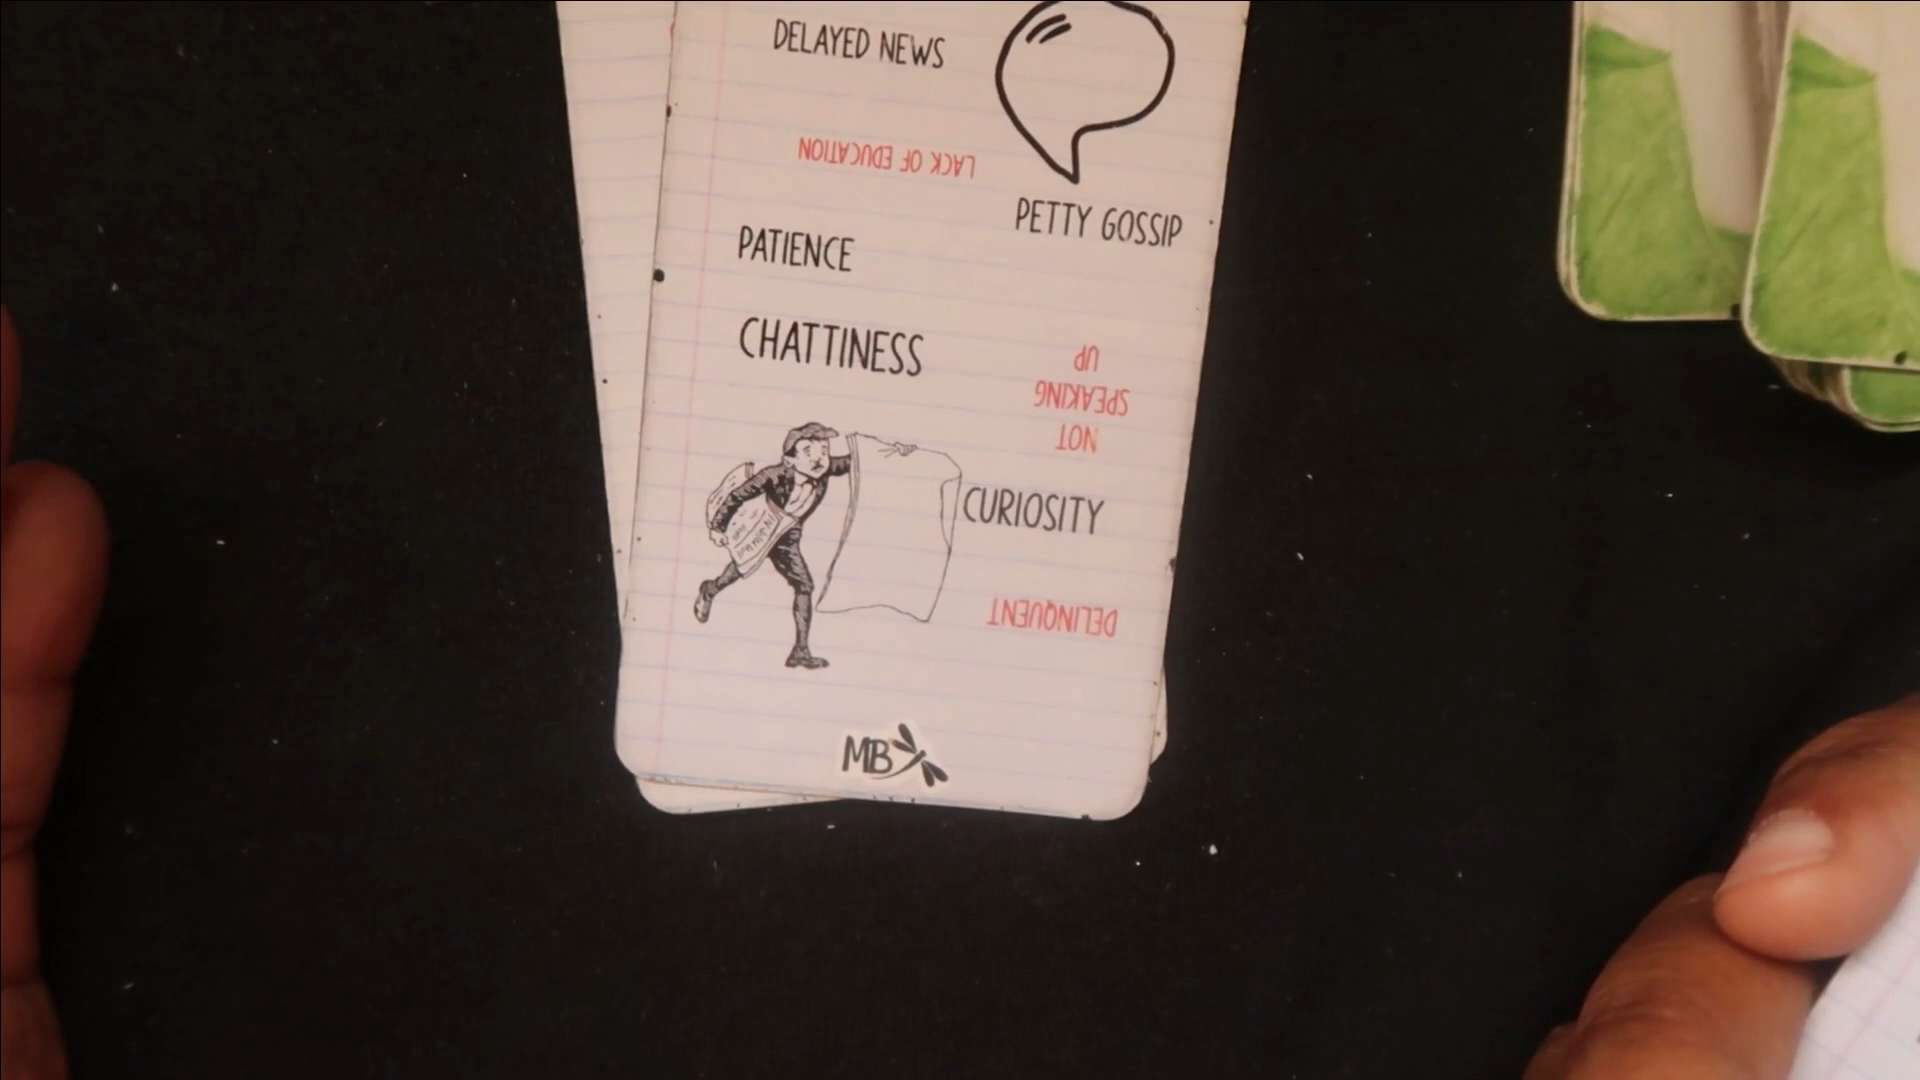 DELAYED NEWS
LACK OF EDUCATION
PETTY GOSSIP
PATIENCE
CHATTINESS
NOT
SPEAKING
UP
CURIOSITY
DELINQUENT
MB